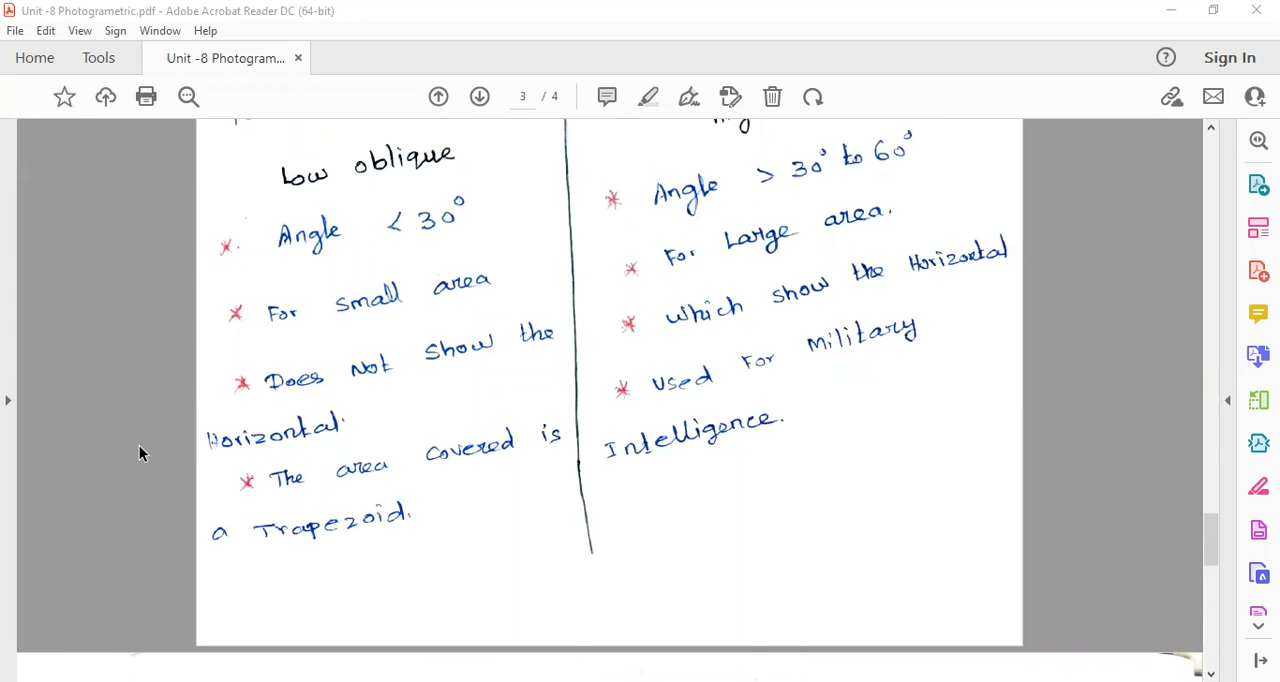 Unit -8 Photogrametric.pdf - Adobe Acrobat Reader DC (64-bit)
File Edit View Sign Window Help
Home Tools Unit -8 Photogram... ×
Sign In
3 / 4
Low oblique
* Angle < 30°
* For small area
* Does Not Show the
Horizontal.
* The area covered is
a Trapezoid.
* Angle > 30° to 60°
* For Large area.
* Which show the Horizontal
* Used For Military
Intelligence.